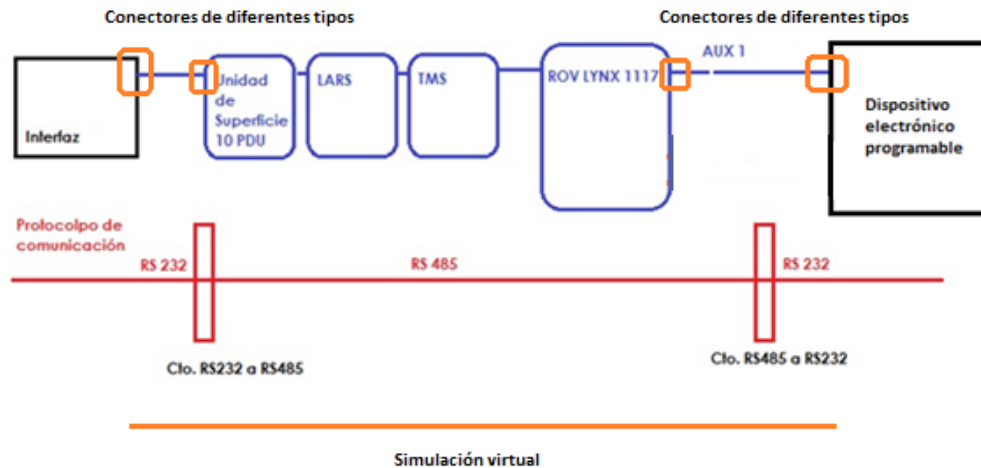 Conectores de diferentes tipos
Conectores de diferentes tipos
Interfaz
Unidad
de
Superficie
10 PDU
LARS
TMS
ROV LYNX 1117
AUX 1
Dispositivo
electrónico
programable
Protocolpo de
comunicación
RS 232
RS 485
RS 232
Cto. RS232 a RS485
Cto. RS485 a RS232
Simulación virtual